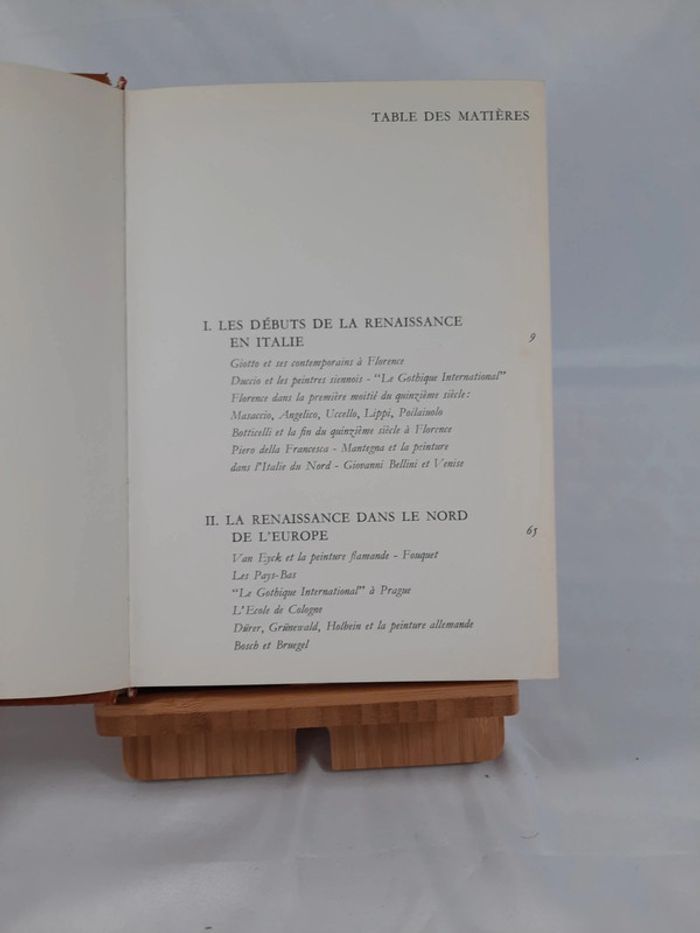 TABLE DES MATIÈRES
I. LES DÉBUTS DE LA RENAISSANCE
EN ITALIE 9
Giotto et ses contemporains à Florence
Duccio et les peintres siennois - “Le Gothique International”
Florence dans la première moitié du quinzième siècle:
Masaccio, Angelico, Uccello, Lippi, Pollaiuolo
Botticelli et la fin du quinzième siècle à Florence
Piero della Francesca - Mantegna et la peinture
dans l'Italie du Nord - Giovanni Bellini et Venise
II. LA RENAISSANCE DANS LE NORD
DE L'EUROPE 65
Van Eyck et la peinture flamande - Fouquet
Les Pays-Bas
“Le Gothique International” à Prague
L'Ecole de Cologne
Dürer, Grünewald, Holbein et la peinture allemande
Bosch et Bruegel